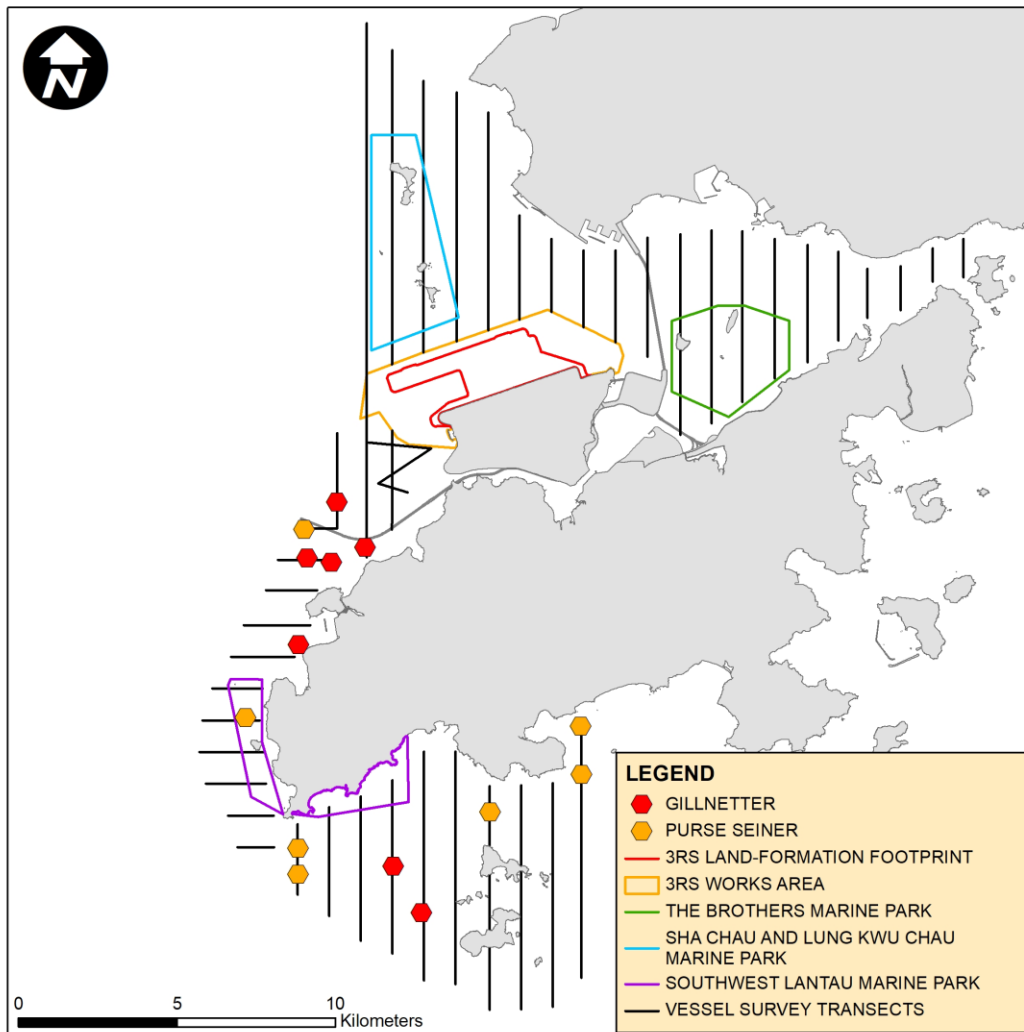 N
LEGEND
GILLNETTER
PURSE SEINER
3RS LAND-FORMATION FOOTPRINT
3RS WORKS AREA
THE BROTHERS MARINE PARK
SHA CHAU AND LUNG KWU CHAU
MARINE PARK
SOUTHWEST LANTAU MARINE PARK
VESSEL SURVEY TRANSECTS
0 5 10
Kilometers